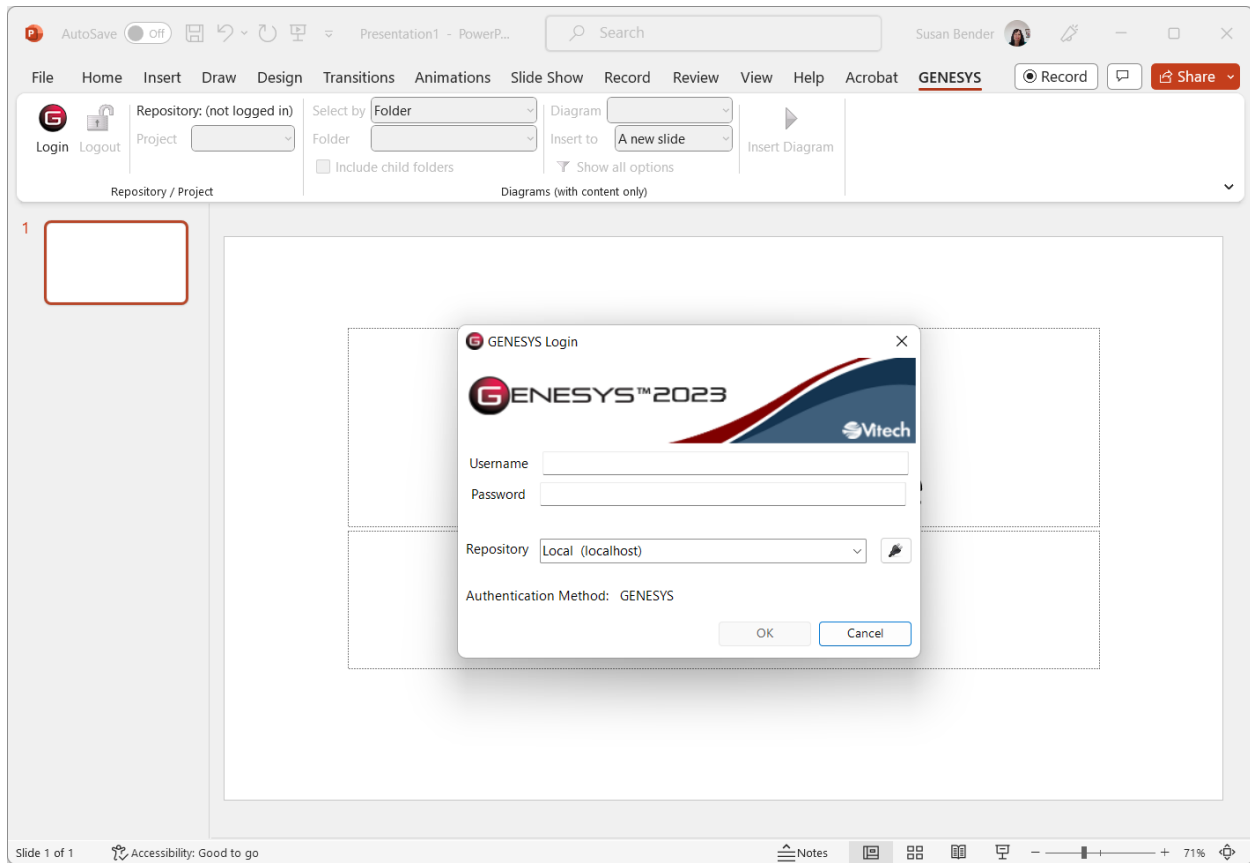 AutoSave Off Presentation1 - PowerP... Search Susan Bender
File Home Insert Draw Design Transitions Animations Slide Show Record Review View Help Acrobat GENESYS Record Share
Repository: (not logged in) Select by Folder Diagram
Login Logout Project Folder Insert to A new slide Insert Diagram
Include child folders Show all options
Repository / Project Diagrams (with content only)
1
GENESYS Login
GENESYS™2023
Vitech
Username
Password
Repository Local (localhost)
Authentication Method: GENESYS
OK Cancel
Slide 1 of 1 Accessibility: Good to go Notes 71%